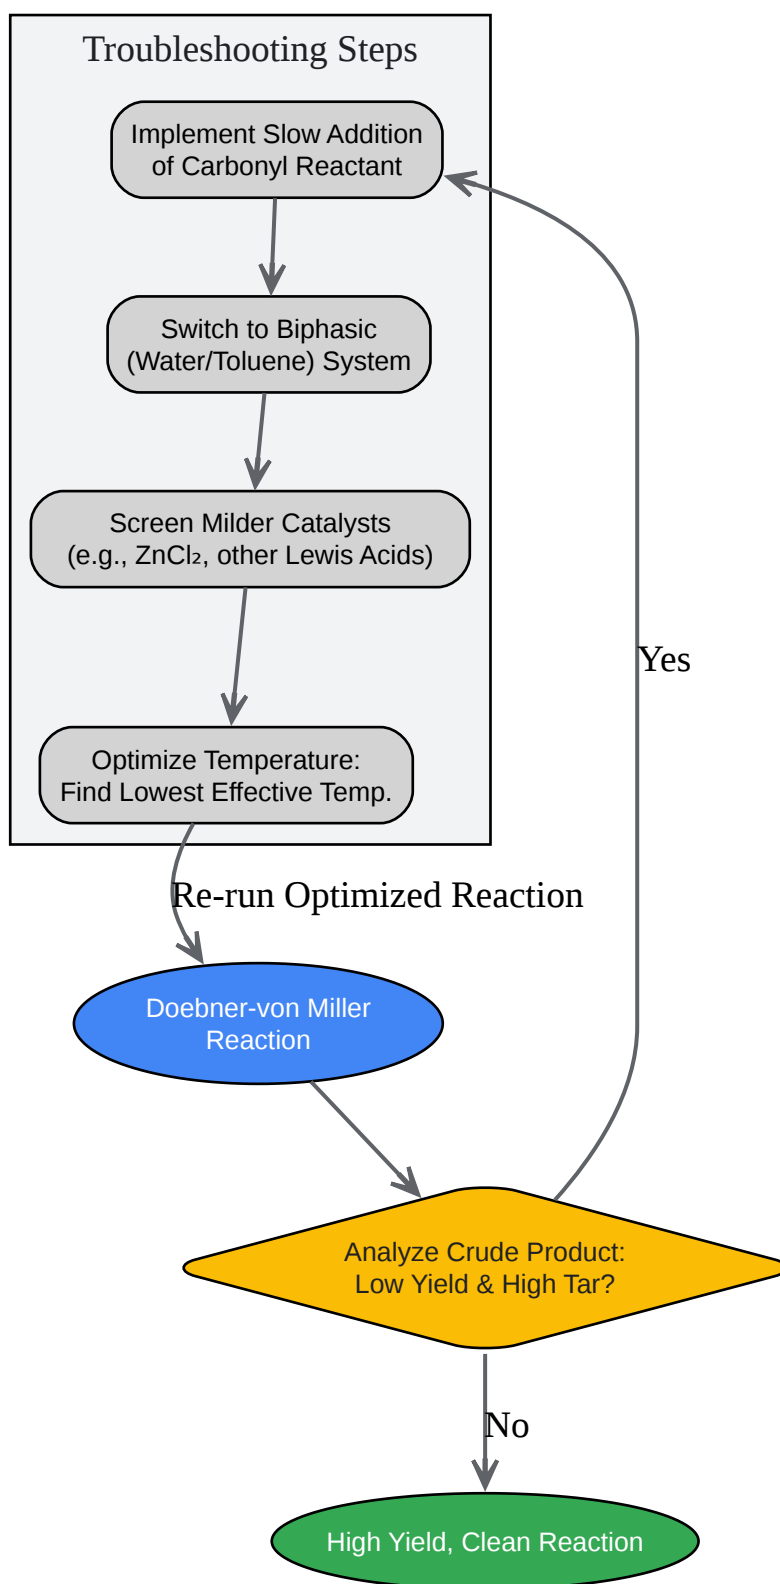 Troubleshooting Steps
Implement Slow Addition
of Carbonyl Reactant
Switch to Biphasic
(Water/Toluene) System
Screen Milder Catalysts
(e.g., ZnCl₂, other Lewis Acids)
Yes
Optimize Temperature:
Find Lowest Effective Temp.
Re-run Optimized Reaction
Doebner-von Miller
Reaction
Analyze Crude Product:
Low Yield & High Tar?
No
High Yield, Clean Reaction